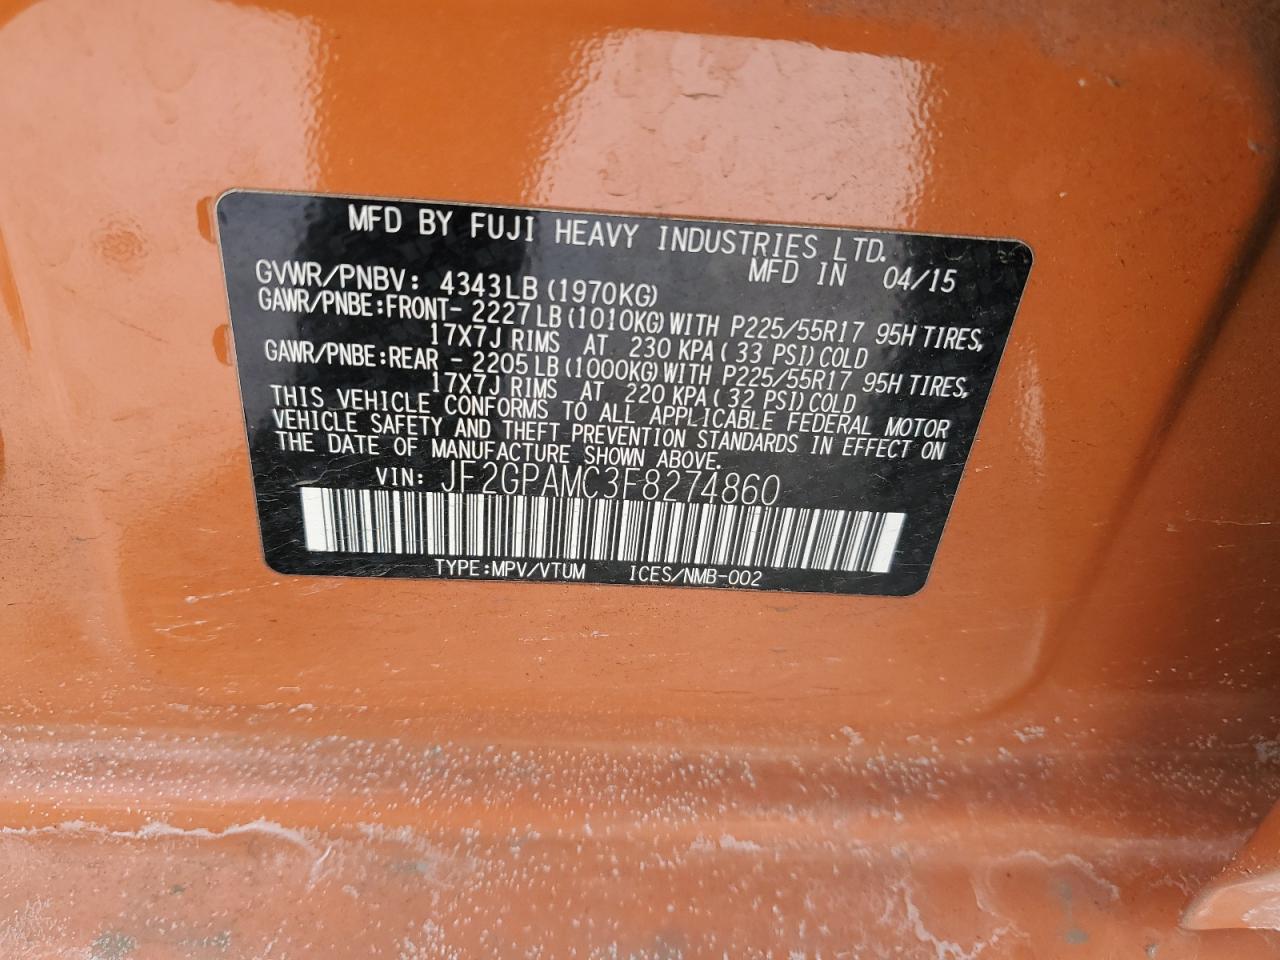 MFD BY FUJI HEAVY INDUSTRIES LTD.
MFD IN 04/15
GVWR/PNBV: 4343LB (1970KG)
GAWR/PNBE:FRONT- 2227LB(1010KG)WITH P225/55R17 95H TIRES,
17X7J RIMS AT 230 KPA(33 PSI)COLD
GAWR/PNBE:REAR - 2205LB(1000KG)WITH P225/55R17 95H TIRES,
17X7J RIMS AT 220 KPA(32 PSI)COLD
THIS VEHICLE CONFORMS TO ALL APPLICABLE FEDERAL MOTOR
VEHICLE SAFETY AND THEFT PREVENTION STANDARDS IN EFFECT ON
THE DATE OF MANUFACTURE SHOWN ABOVE.
VIN: JF2GPAMC3F8274860
TYPE:MPV/VTUM ICES/NMB-002